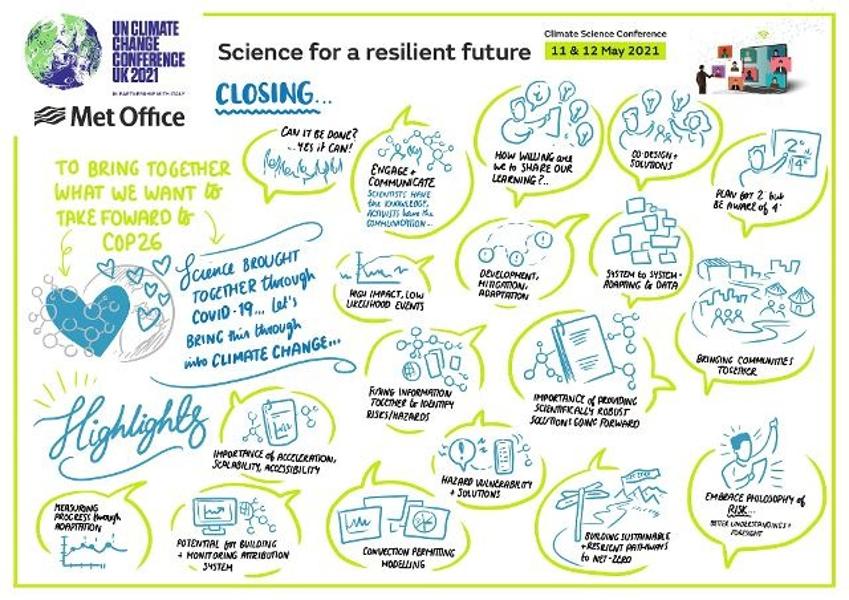 UN CLIMATE
CHANGE
CONFERENCE
UK 2021
IN PARTNERSHIP WITH ITALY
Met Office
Science for a resilient future
Climate Science Conference
11 & 12 May 2021
CLOSING...
TO BRING TOGETHER
WHAT WE WANT to
TAKE FOWARD to
COP26
Science BROUGHT
TOGETHER through
COVID-19... Let's
BRING this through
into CLIMATE CHANGE...
Highlights
CAN IT BE DONE?
...YES IT CAN!
ENGAGE +
COMMUNICATE
SCIENTISTS HAVE
the KNOWLEDGE,
ACTIVISTS have the
COMMUNICATION...
HOW WILLING are
we to SHARE OUR
LEARNING?..
CO-DESIGN +
SOLUTIONS
2°
4°
PLAN for 2° but
BE AWARE of 4°
HIGH IMPACT, LOW
LIKELIHOOD EVENTS
DEVELOPMENT,
MITIGATION,
ADAPTATION
SYSTEM to SYSTEM -
ADAPTING to DATA
BRINGING COMMUNITIES
TOGETHER
FUSING INFORMATION
TOGETHER to IDENTIFY
RISKS/HAZARDS
IMPORTANCE of PROVIDING
SCIENTIFICALLY ROBUST
SOLUTIONS GOING FORWARD
IMPORTANCE of ACCELERATION,
SCALABILITY, ACCESSIBILITY
HAZARD VULNERABILITY
+ SOLUTIONS
MEASURING
PROGRESS through
ADAPTATION
POTENTIAL for BUILDING
+ MONITORING ATTRIBUTION
SYSTEM
CONVECTION PERMITTING
MODELLING
BUILDING SUSTAINABLE
+ RESILIENT PATHWAYS
to NET-ZERO
EMBRACE PHILOSOPHY of
RISK...
BETTER UNDERSTANDINGS +
FORESIGHT